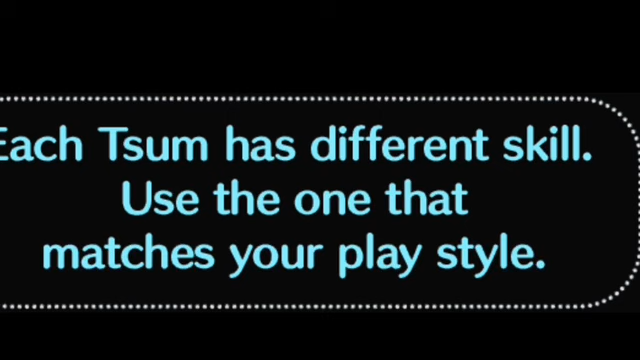 Each Tsum has different skill.
Use the one that
matches your play style.